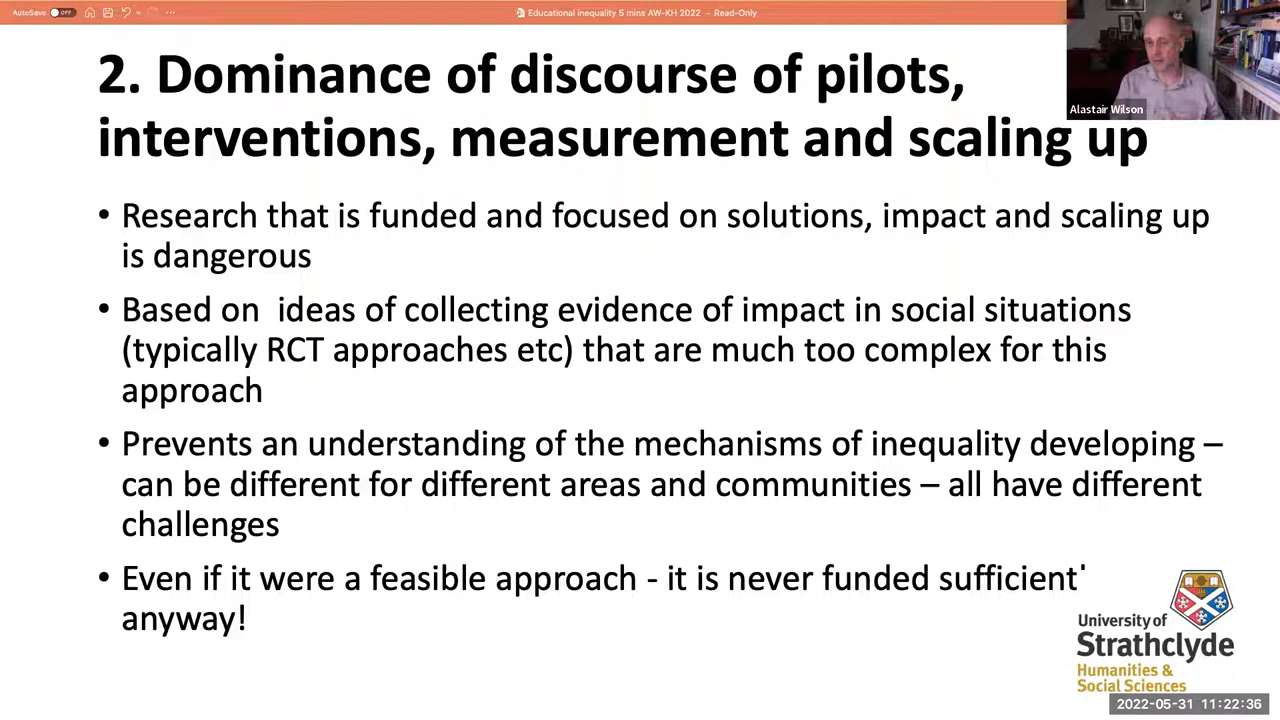 AutoSave OFF
Educational inequality 5 mins AW-KH 2022 – Read-Only
Alastair Wilson
2. Dominance of discourse of pilots,
interventions, measurement and scaling up
• Research that is funded and focused on solutions, impact and scaling up
is dangerous
• Based on ideas of collecting evidence of impact in social situations
(typically RCT approaches etc) that are much too complex for this
approach
• Prevents an understanding of the mechanisms of inequality developing –
can be different for different areas and communities – all have different
challenges
• Even if it were a feasible approach - it is never funded sufficient
anyway!
University of
Strathclyde
Humanities &
Social Sciences
2022-05-31 11:22:36